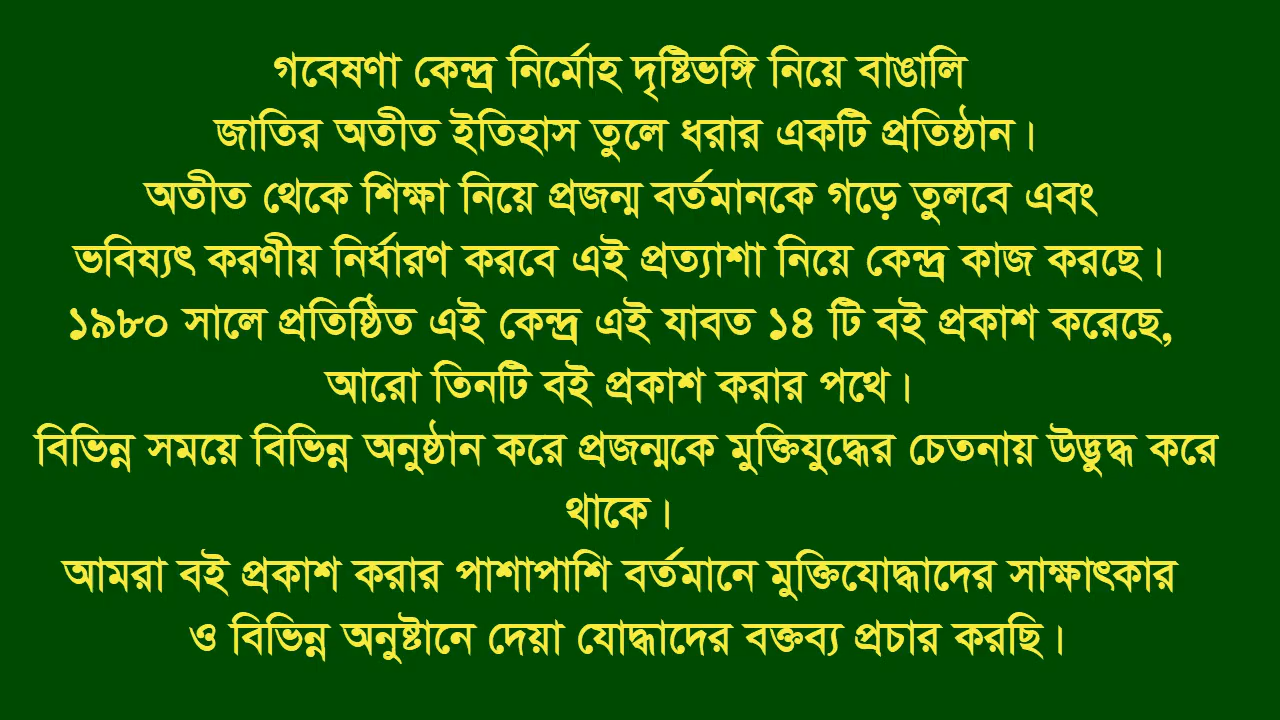 গবেষণা কেন্দ্র নির্মোহ দৃষ্টিভঙ্গি নিয়ে বাঙালি
জাতির অতীত ইতিহাস তুলে ধরার একটি প্রতিষ্ঠান।
অতীত থেকে শিক্ষা নিয়ে প্রজন্ম বর্তমানকে গড়ে তুলবে এবং
ভবিষ্যৎ করণীয় নির্ধারণ করবে এই প্রত্যাশা নিয়ে কেন্দ্র কাজ করছে।
১৯৮০ সালে প্রতিষ্ঠিত এই কেন্দ্র এই যাবত ১৪ টি বই প্রকাশ করেছে,
আরো তিনটি বই প্রকাশ করার পথে।
বিভিন্ন সময়ে বিভিন্ন অনুষ্ঠান করে প্রজন্মকে মুক্তিযুদ্ধের চেতনায় উদ্ভুদ্ধ করে
থাকে।
আমরা বই প্রকাশ করার পাশাপাশি বর্তমানে মুক্তিযোদ্ধাদের সাক্ষাৎকার
ও বিভিন্ন অনুষ্টানে দেয়া যোদ্ধাদের বক্তব্য প্রচার করছি।